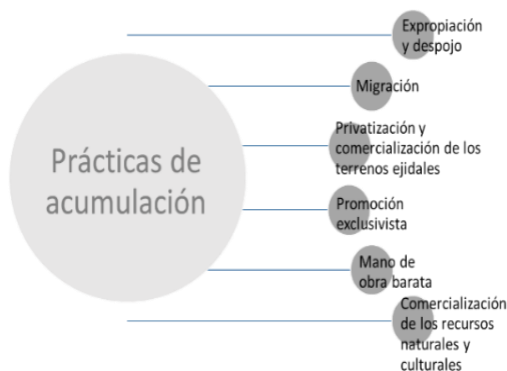 Prácticas de
acumulación
Expropiación
y despojo
Migración
Privatización y
comercialización de los
terrenos ejidales
Promoción
exclusivista
Mano de
obra barata
Comercialización
de los recursos
naturales y
culturales